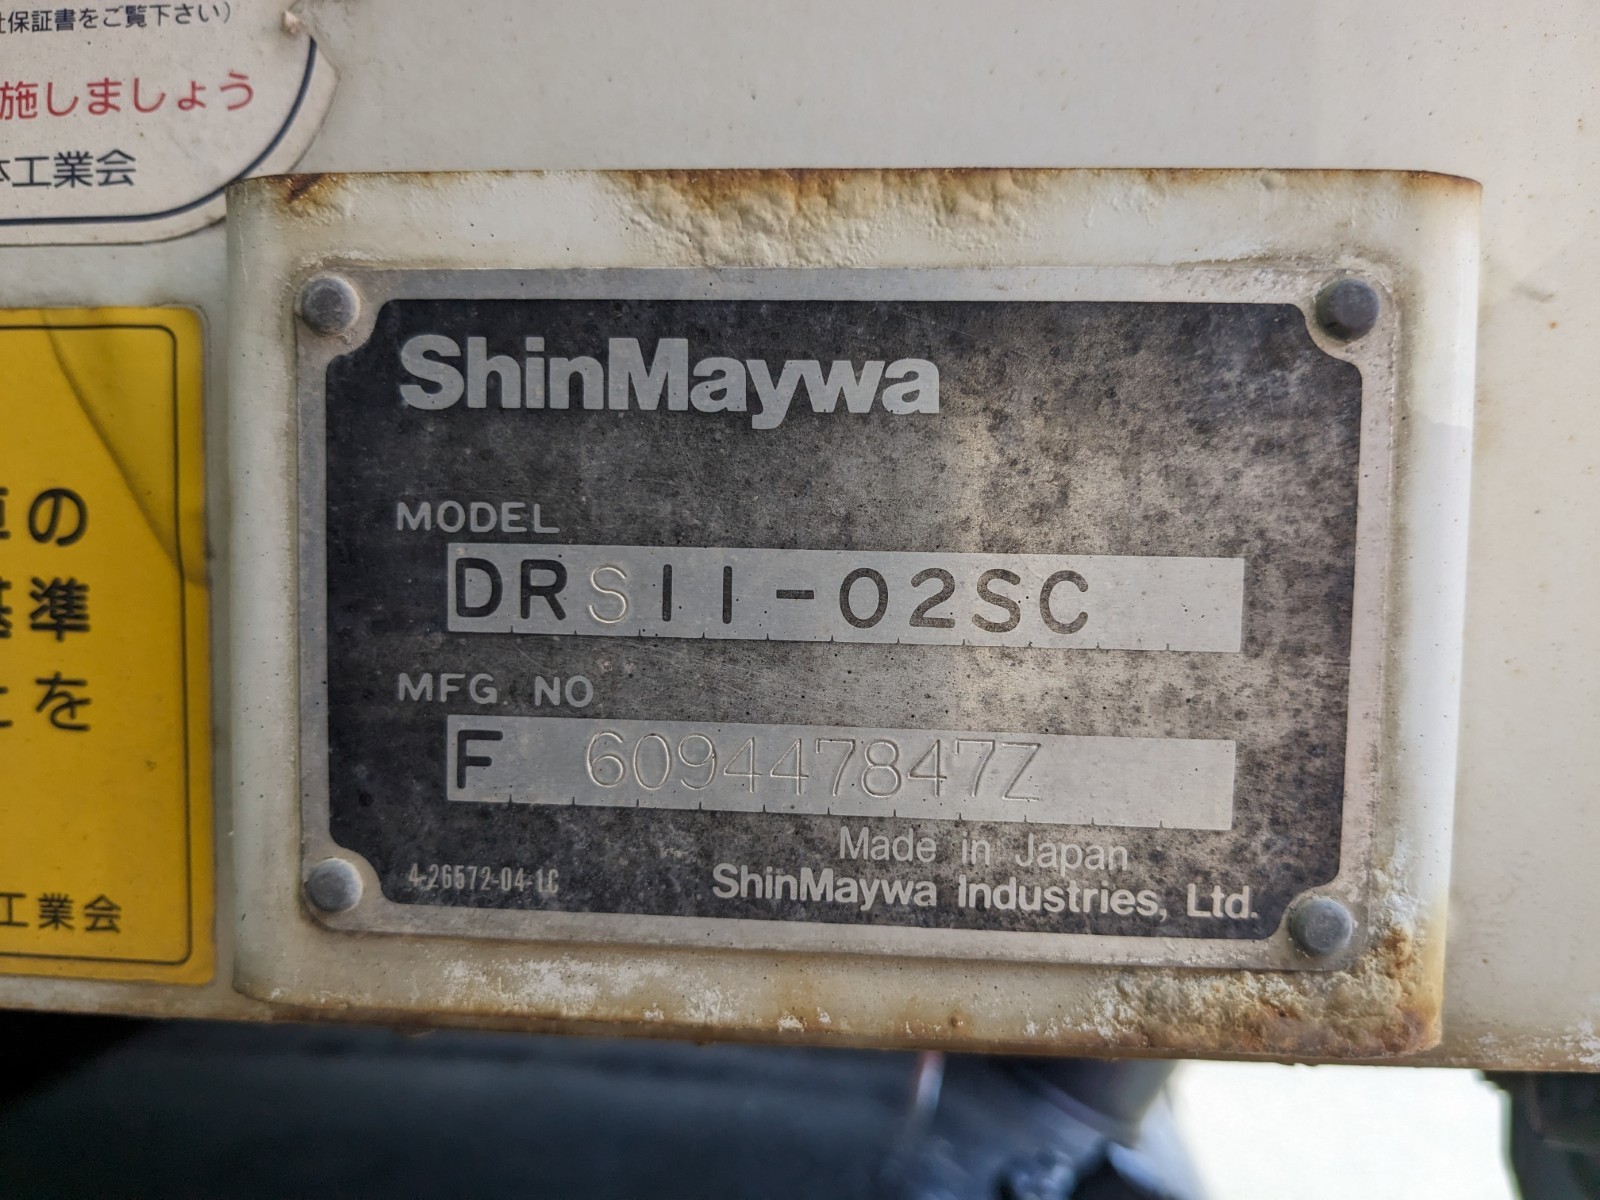 保証書をご覧下さい）
施しましょう
本工業会
ShinMaywa
MODEL
DRS11-02SC
MFG. NO
F 609447847Z
Made in Japan
4-26572-04-1C
ShinMaywa Industries, Ltd.
の
基準
を
工業会